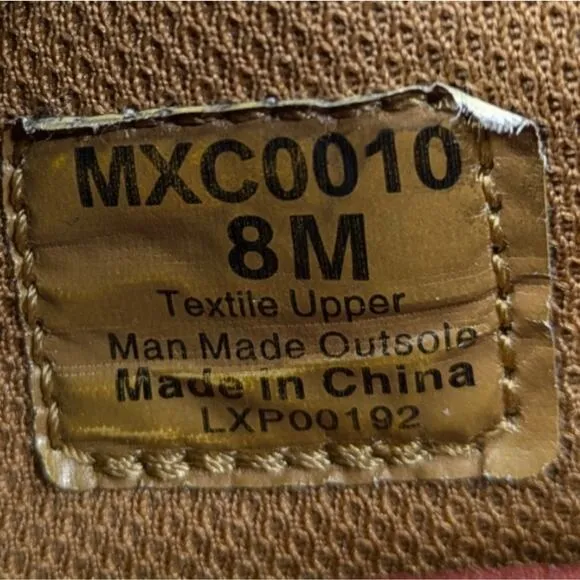 MXC0010
8M
Textile Upper
Man Made Outsole
Made in China
LXP00192